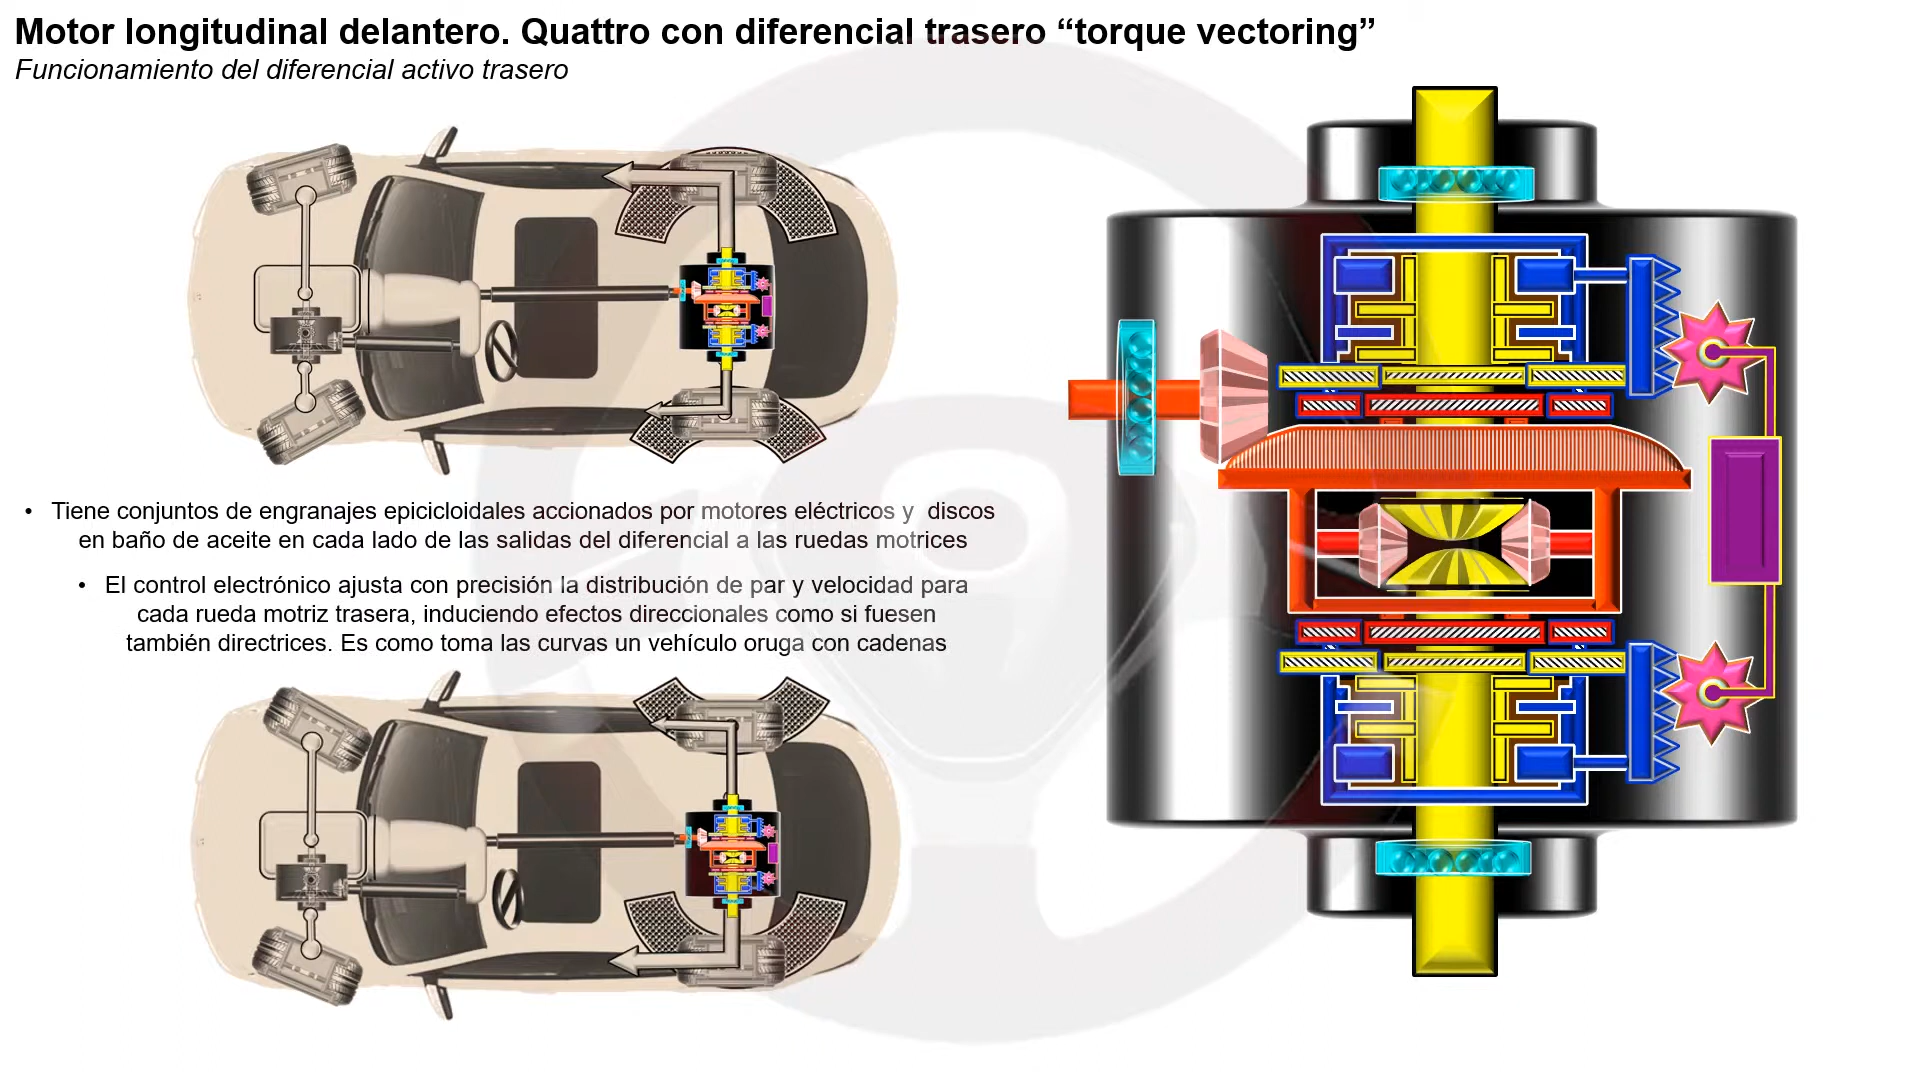 Motor longitudinal delantero. Quattro con diferencial trasero “torque vectoring”
Funcionamiento del diferencial activo trasero
• Tiene conjuntos de engranajes epicicloidales accionados por motores eléctricos y discos
en baño de aceite en cada lado de las salidas del diferencial a las ruedas motrices
• El control electrónico ajusta con precisión la distribución de par y velocidad para
cada rueda motriz trasera, induciendo efectos direccionales como si fuesen
también directrices. Es como toma las curvas un vehículo oruga con cadenas